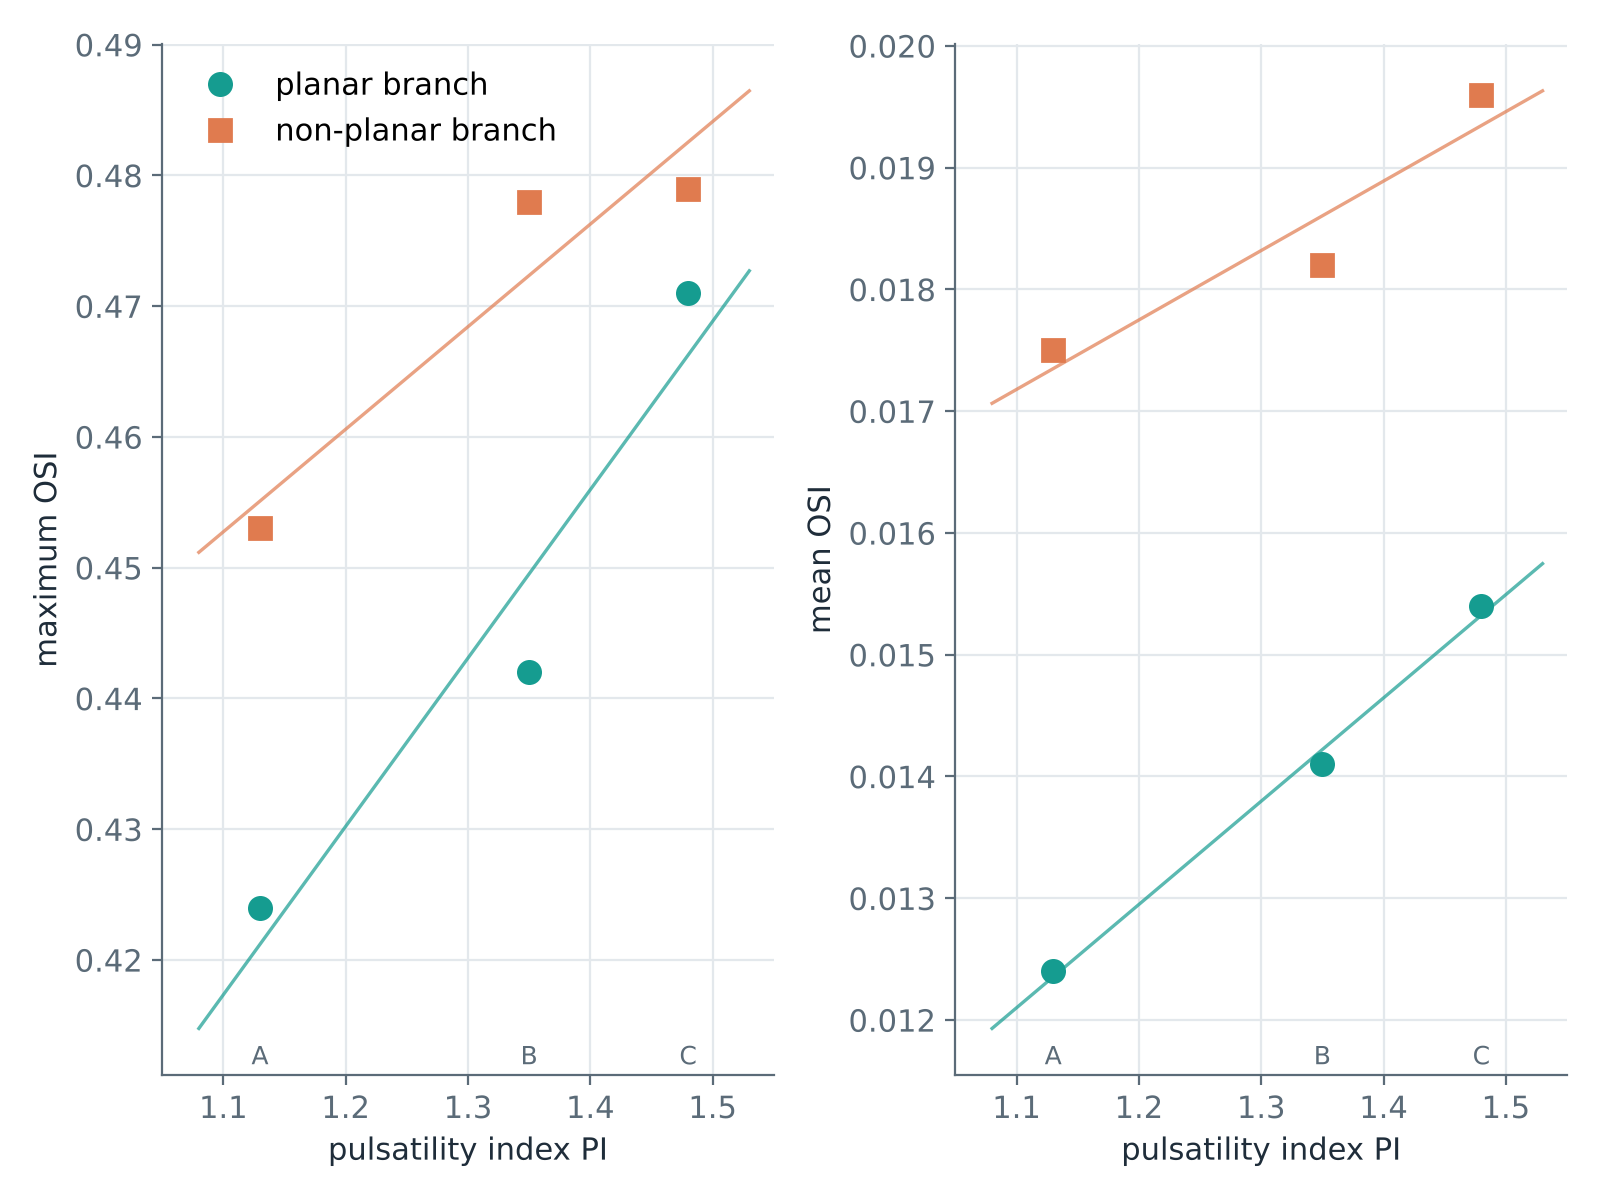 maximum OSI
0.49
0.48
0.47
0.46
0.45
0.44
0.43
0.42
planar branch
non-planar branch
A B C
1.1 1.2 1.3 1.4 1.5
pulsatility index PI
mean OSI
0.020
0.019
0.018
0.017
0.016
0.015
0.014
0.013
0.012
A B C
1.1 1.2 1.3 1.4 1.5
pulsatility index PI